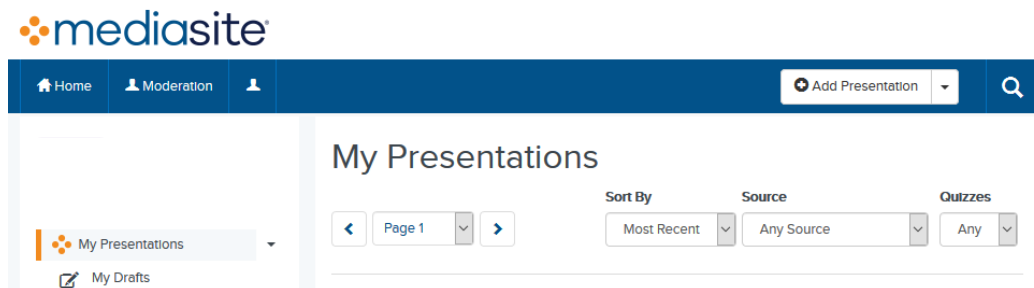 mediasite
Home Moderation Add Presentation
My Presentations
Sort By Source Quizzes
Page 1 Most Recent Any Source Any
My Presentations
My Drafts